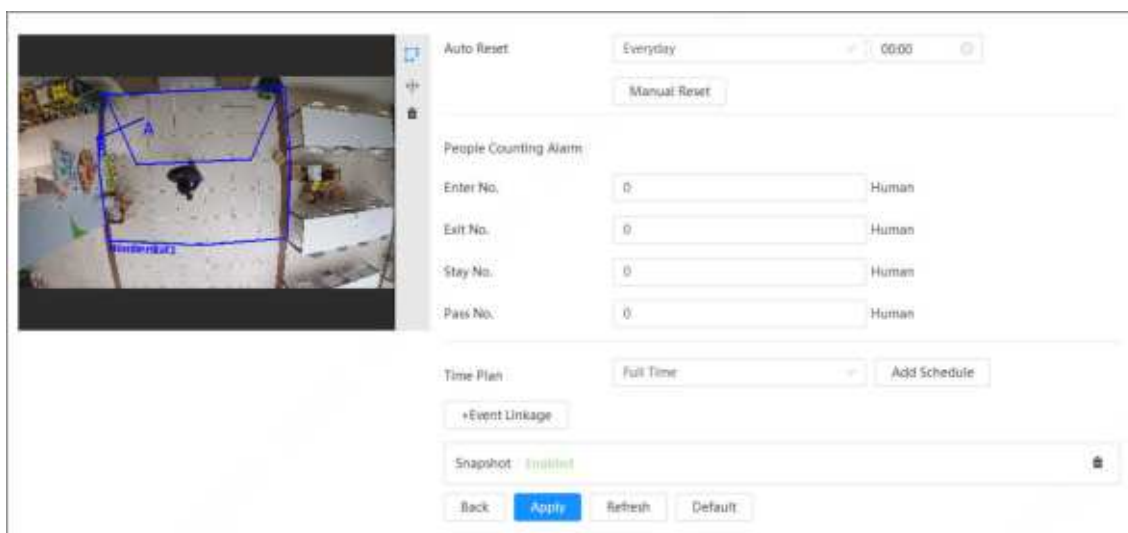 Auto Reset Everyday 00:00
Manual Reset
People Counting Alarm
A
Enter No. 0 Human
Exit No. 0 Human
Stay No. 0 Human
Pass No. 0 Human
Time Plan Full Time Add Schedule
+Event Linkage
Snapshot Enabled
Back Apply Refresh Default